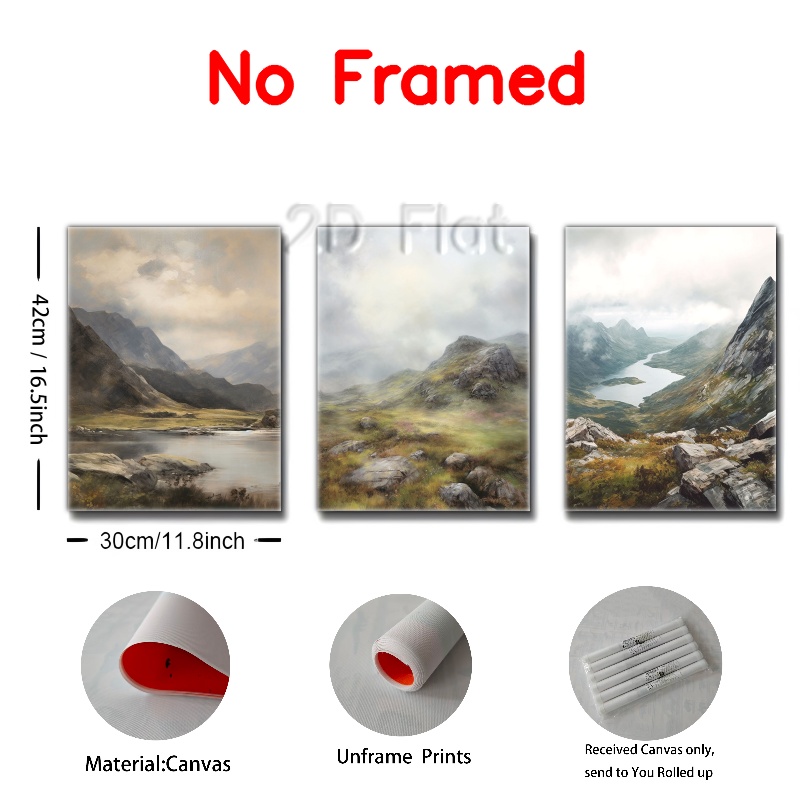 No Framed
2D Flat
42cm / 16.5inch
30cm/11.8inch
Material:Canvas
Unframe Prints
Received Canvas only,
send to You Rolled up